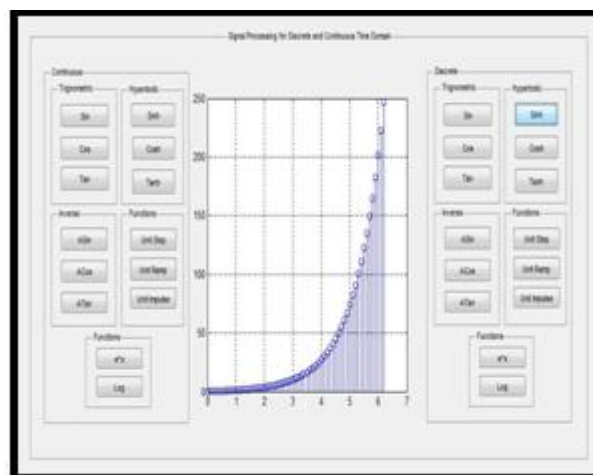 Signal Processing for Discrete and Continuous Time Domain
Continuous
Trignometric
Hyperbolic
Sin
Sinh
Cos
Cosh
Tan
Tanh
Inverse
Functions
ASin
Unit Step
ACos
Unit Ramp
ATan
Unit Impulse
Functions
e^x
Log
250
200
150
100
50
0
0 1 2 3 4 5 6 7
Discrete
Trignometric
Hyperbolic
Sin
Sinh
Cos
Cosh
Tan
Tanh
Inverse
Functions
ASin
Unit Step
ACos
Unit Ramp
ATan
Unit Impulse
Functions
e^x
Log